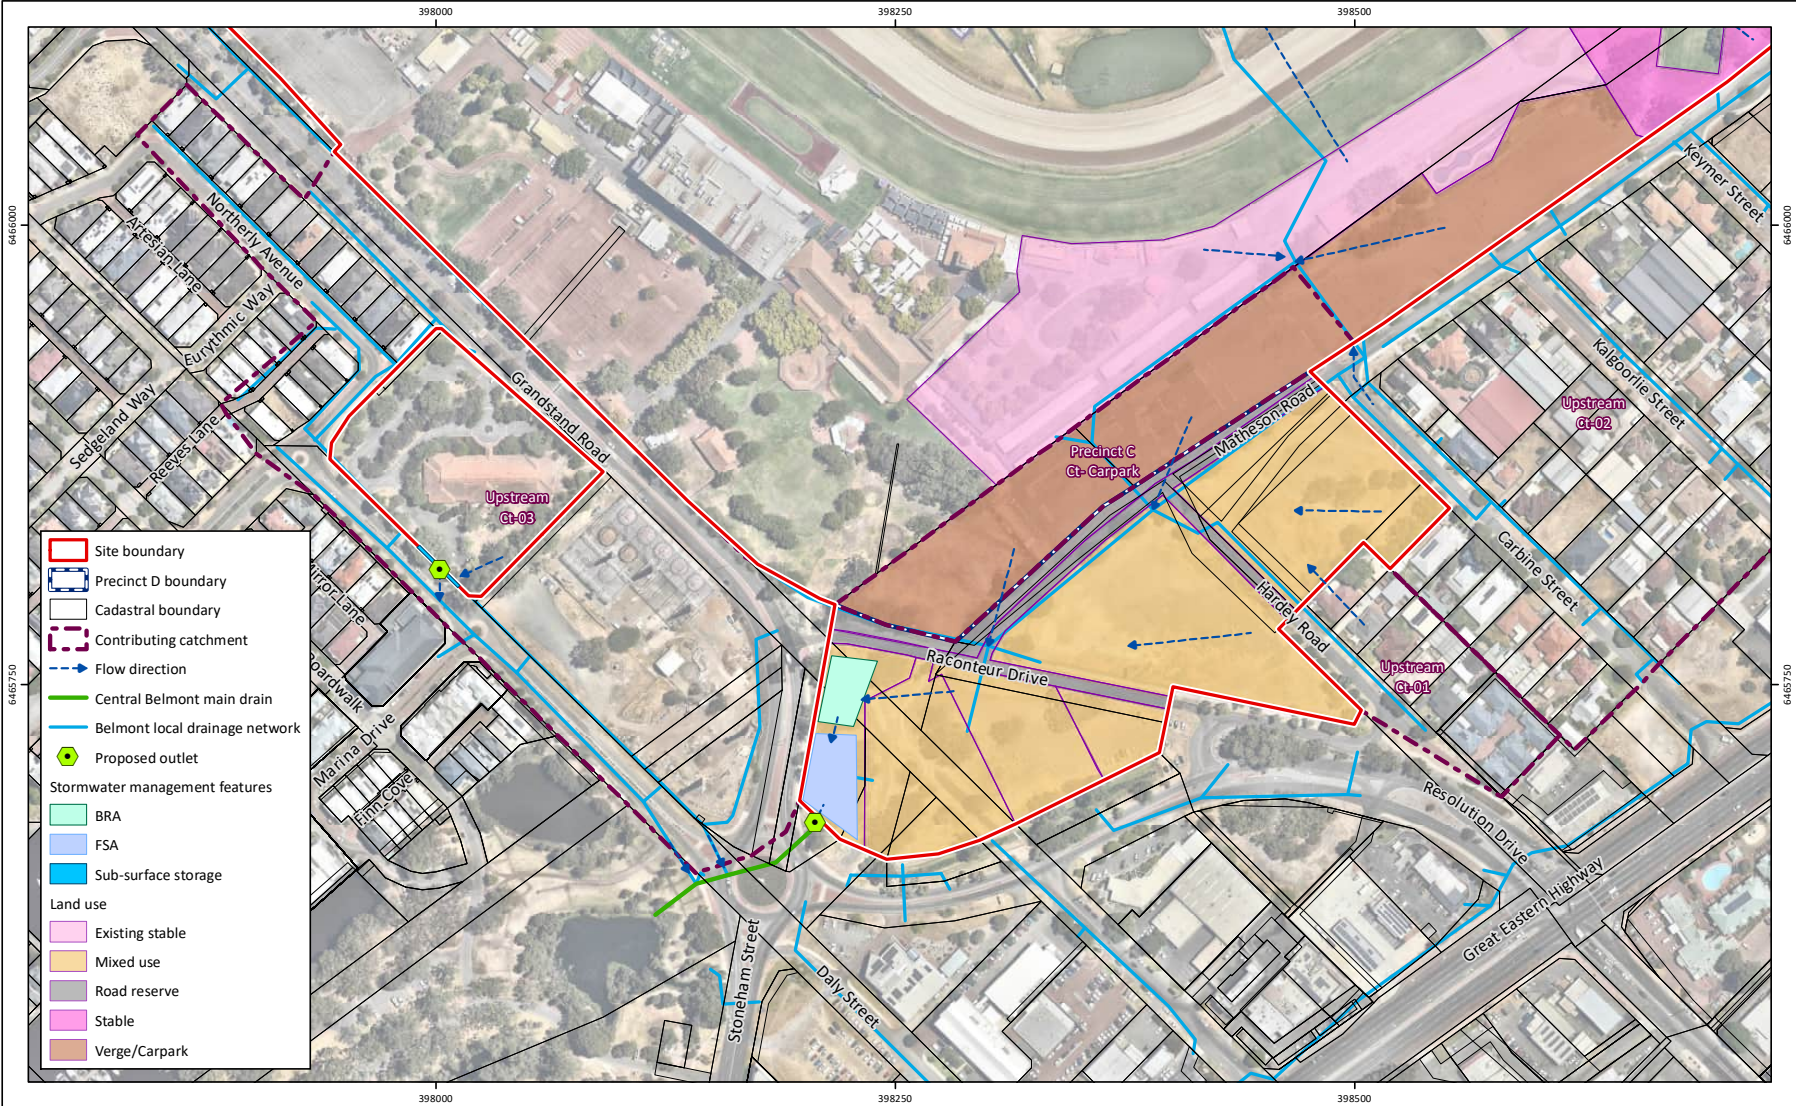 398000
398250
398500
6466000
6466000
6465750
6465750
Keymer Street
Northerly Avenue
Artesian Lane
Eurythmic Way
Kalgoorlie Street
Grandstand Road
Sedgeland Way
Reeves Lane
Matheson Road
Upstream
Ct-02
Precinct C
Ct- Carpark
Upstream
Ct-03
Carbine Street
Hardey Road
Mirror Lane
Boardwalk
Raconteur Drive
Upstream
Ct-01
Marina Drive
Finn Cove
Resolution Drive
Great Eastern Highway
Stoneham Street
Daly Street
Site boundary
Precinct D boundary
Cadastral boundary
Contributing catchment
Flow direction
Central Belmont main drain
Belmont local drainage network
Proposed outlet
Stormwater management features
BRA
FSA
Sub-surface storage
Land use
Existing stable
Mixed use
Road reserve
Stable
Verge/Carpark
398000
398250
398500